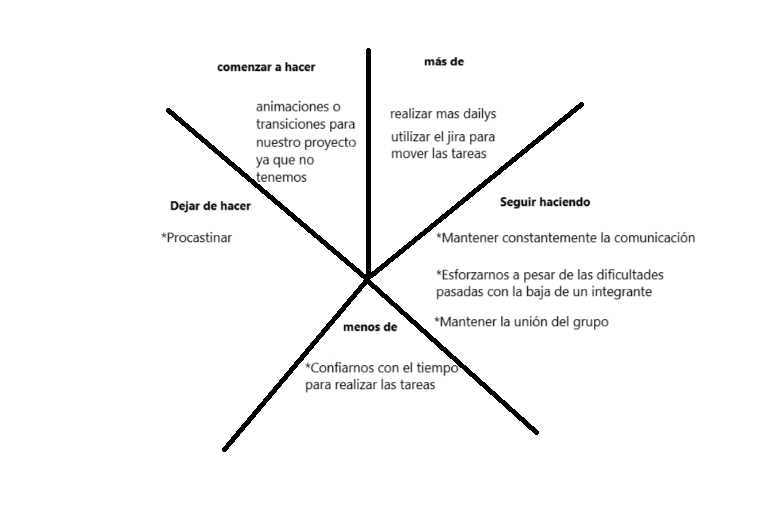 comenzar a hacer
animaciones o
transiciones para
nuestro proyecto
ya que no
tenemos
más de
realizar mas dailys
utilizar el jira para
mover las tareas
Dejar de hacer
*Procastinar
Seguir haciendo
*Mantener constantemente la comunicación
*Esforzarnos a pesar de las dificultades
pasadas con la baja de un integrante
*Mantener la unión del grupo
menos de
*Confiarnos con el tiempo
para realizar las tareas